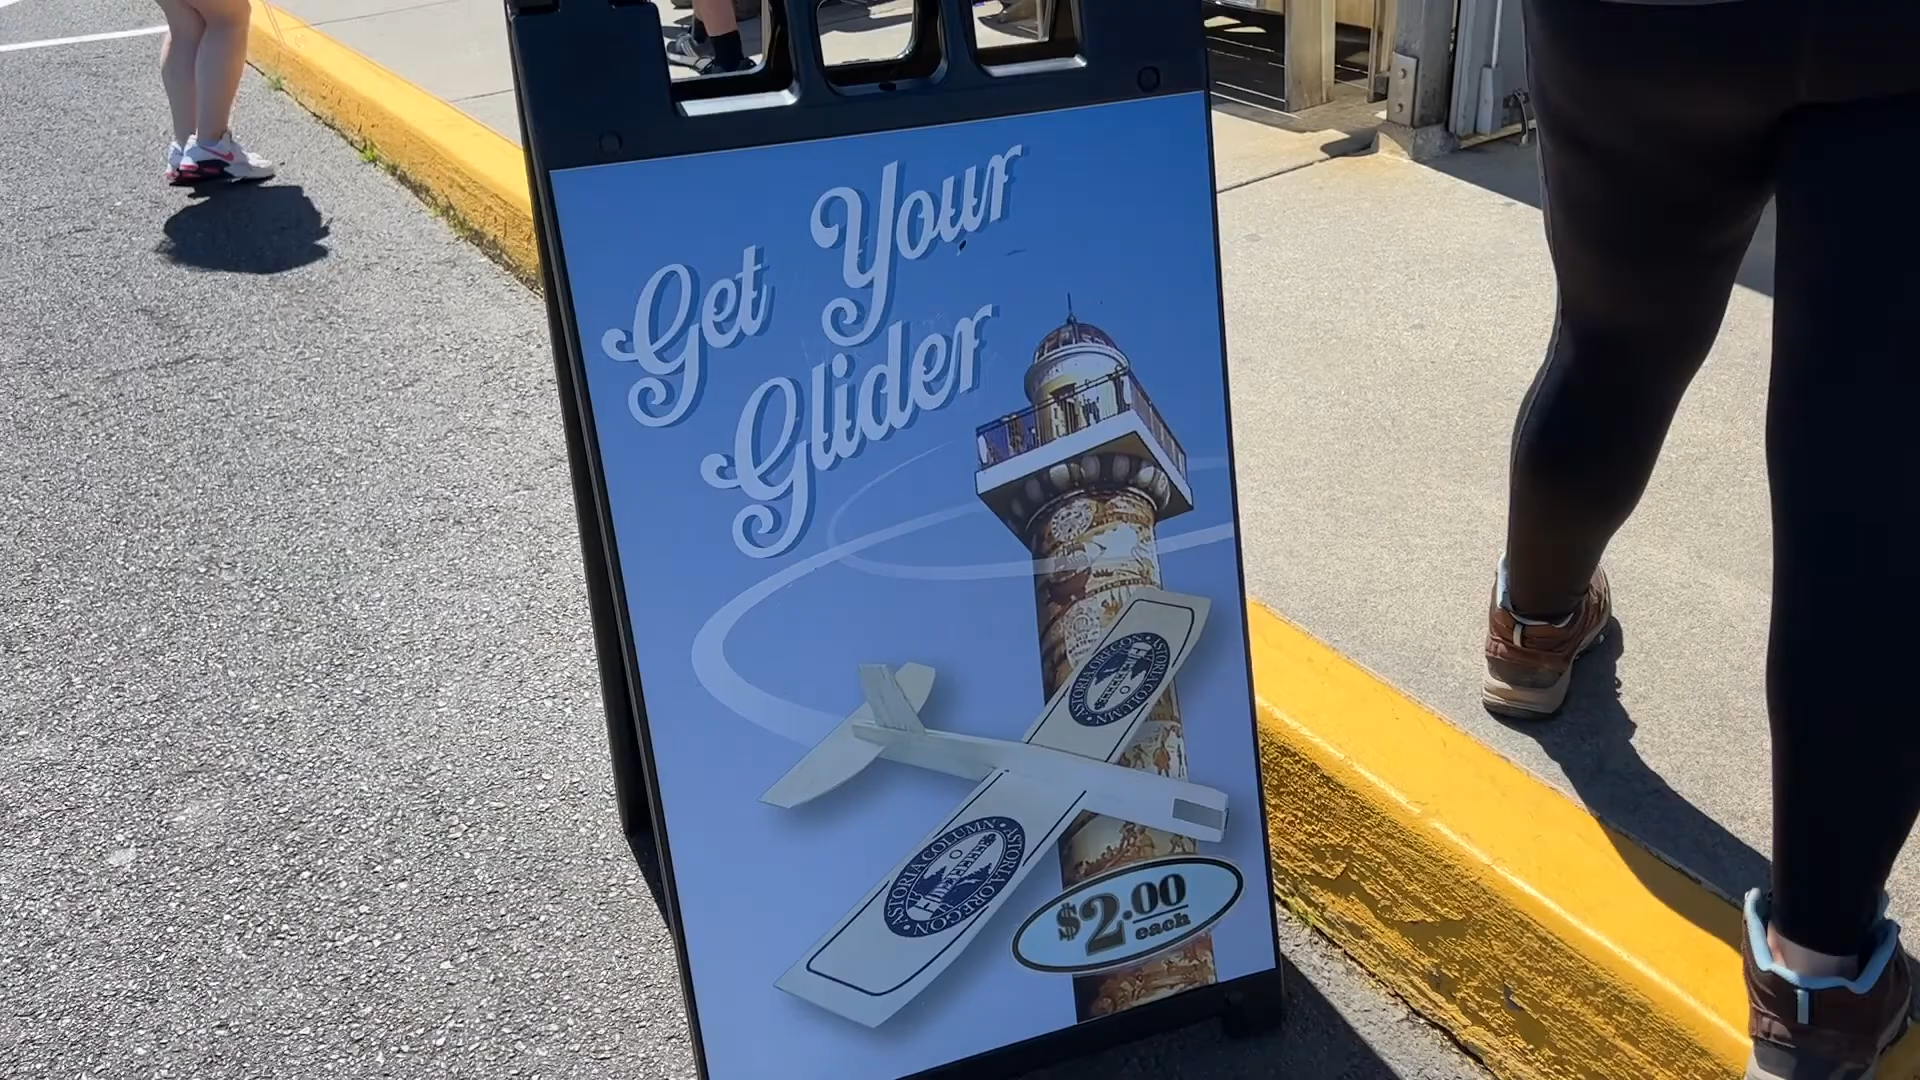 Get Your
Glider
ASTORIA COLUMN
ASTORIA, OREGON
ASTORIA COLUMN
ASTORIA, OREGON
$2.00
each